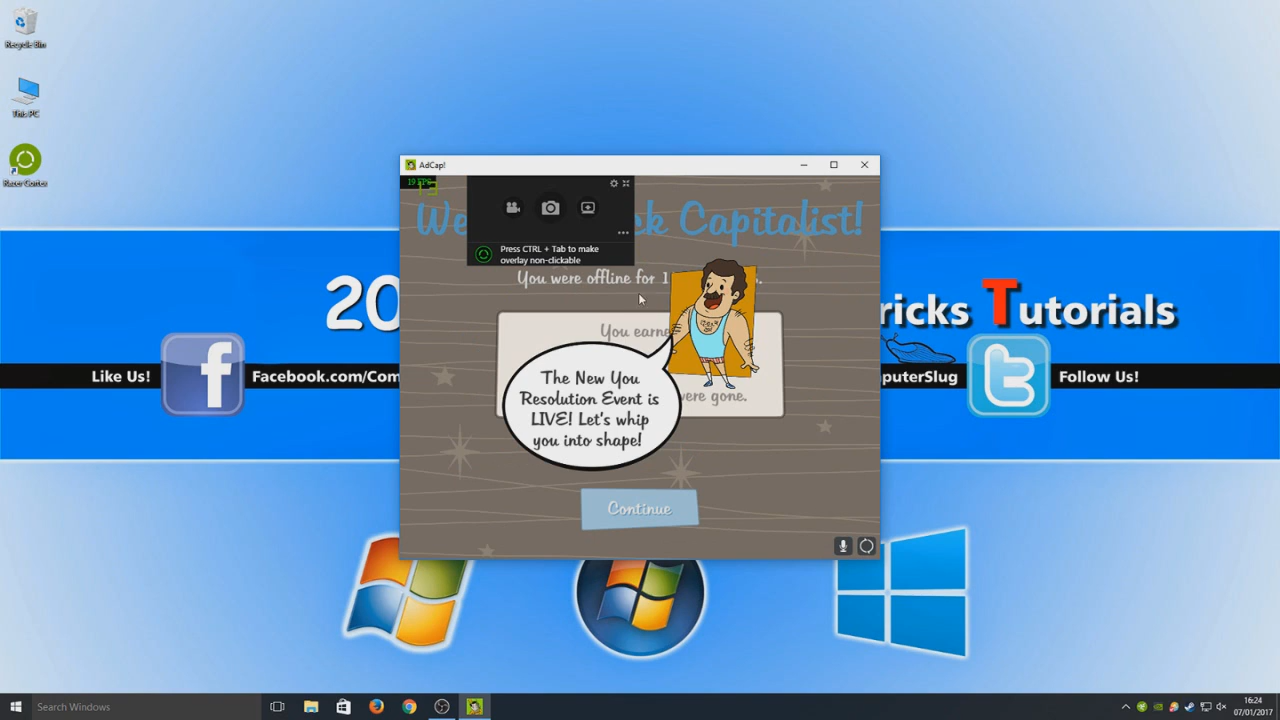 Recycle Bin
This PC
Razer Cortex
AdCap!
19 FPS
We
ck Capitalist!
Press CTRL + Tab to make
overlay non-clickable
You were offline for 1
You earne
The New You
Resolution Event is
LIVE! Let's whip
you into shape!
were gone.
Continue
20
ricks Tutorials
Like Us!
f
Facebook.com/Com
puterSlug
t
Follow Us!
Search Windows
16:24
07/01/2017